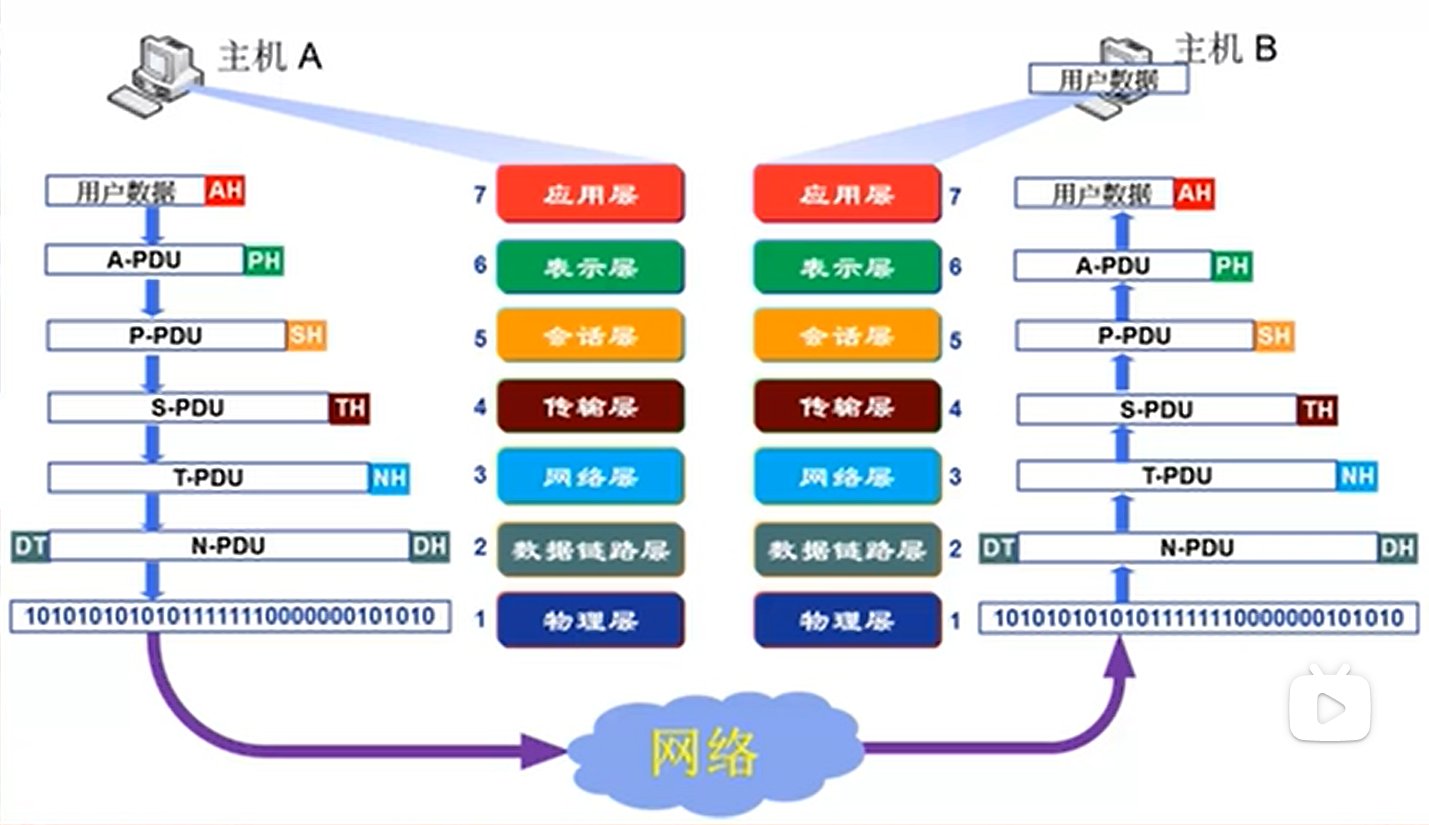 主机 A
主机 B
用户数据
用户数据 AH
7 应用层
应用层 7
用户数据 AH
A-PDU PH
6 表示层
表示层 6
A-PDU PH
P-PDU SH
5 会话层
会话层 5
P-PDU SH
S-PDU TH
4 传输层
传输层 4
S-PDU TH
T-PDU NH
3 网络层
网络层 3
T-PDU NH
DT N-PDU DH
2 数据链路层
数据链路层 2
DT N-PDU DH
101010101010111111110000000101010
1 物理层
物理层 1
101010101010111111110000000101010
网络